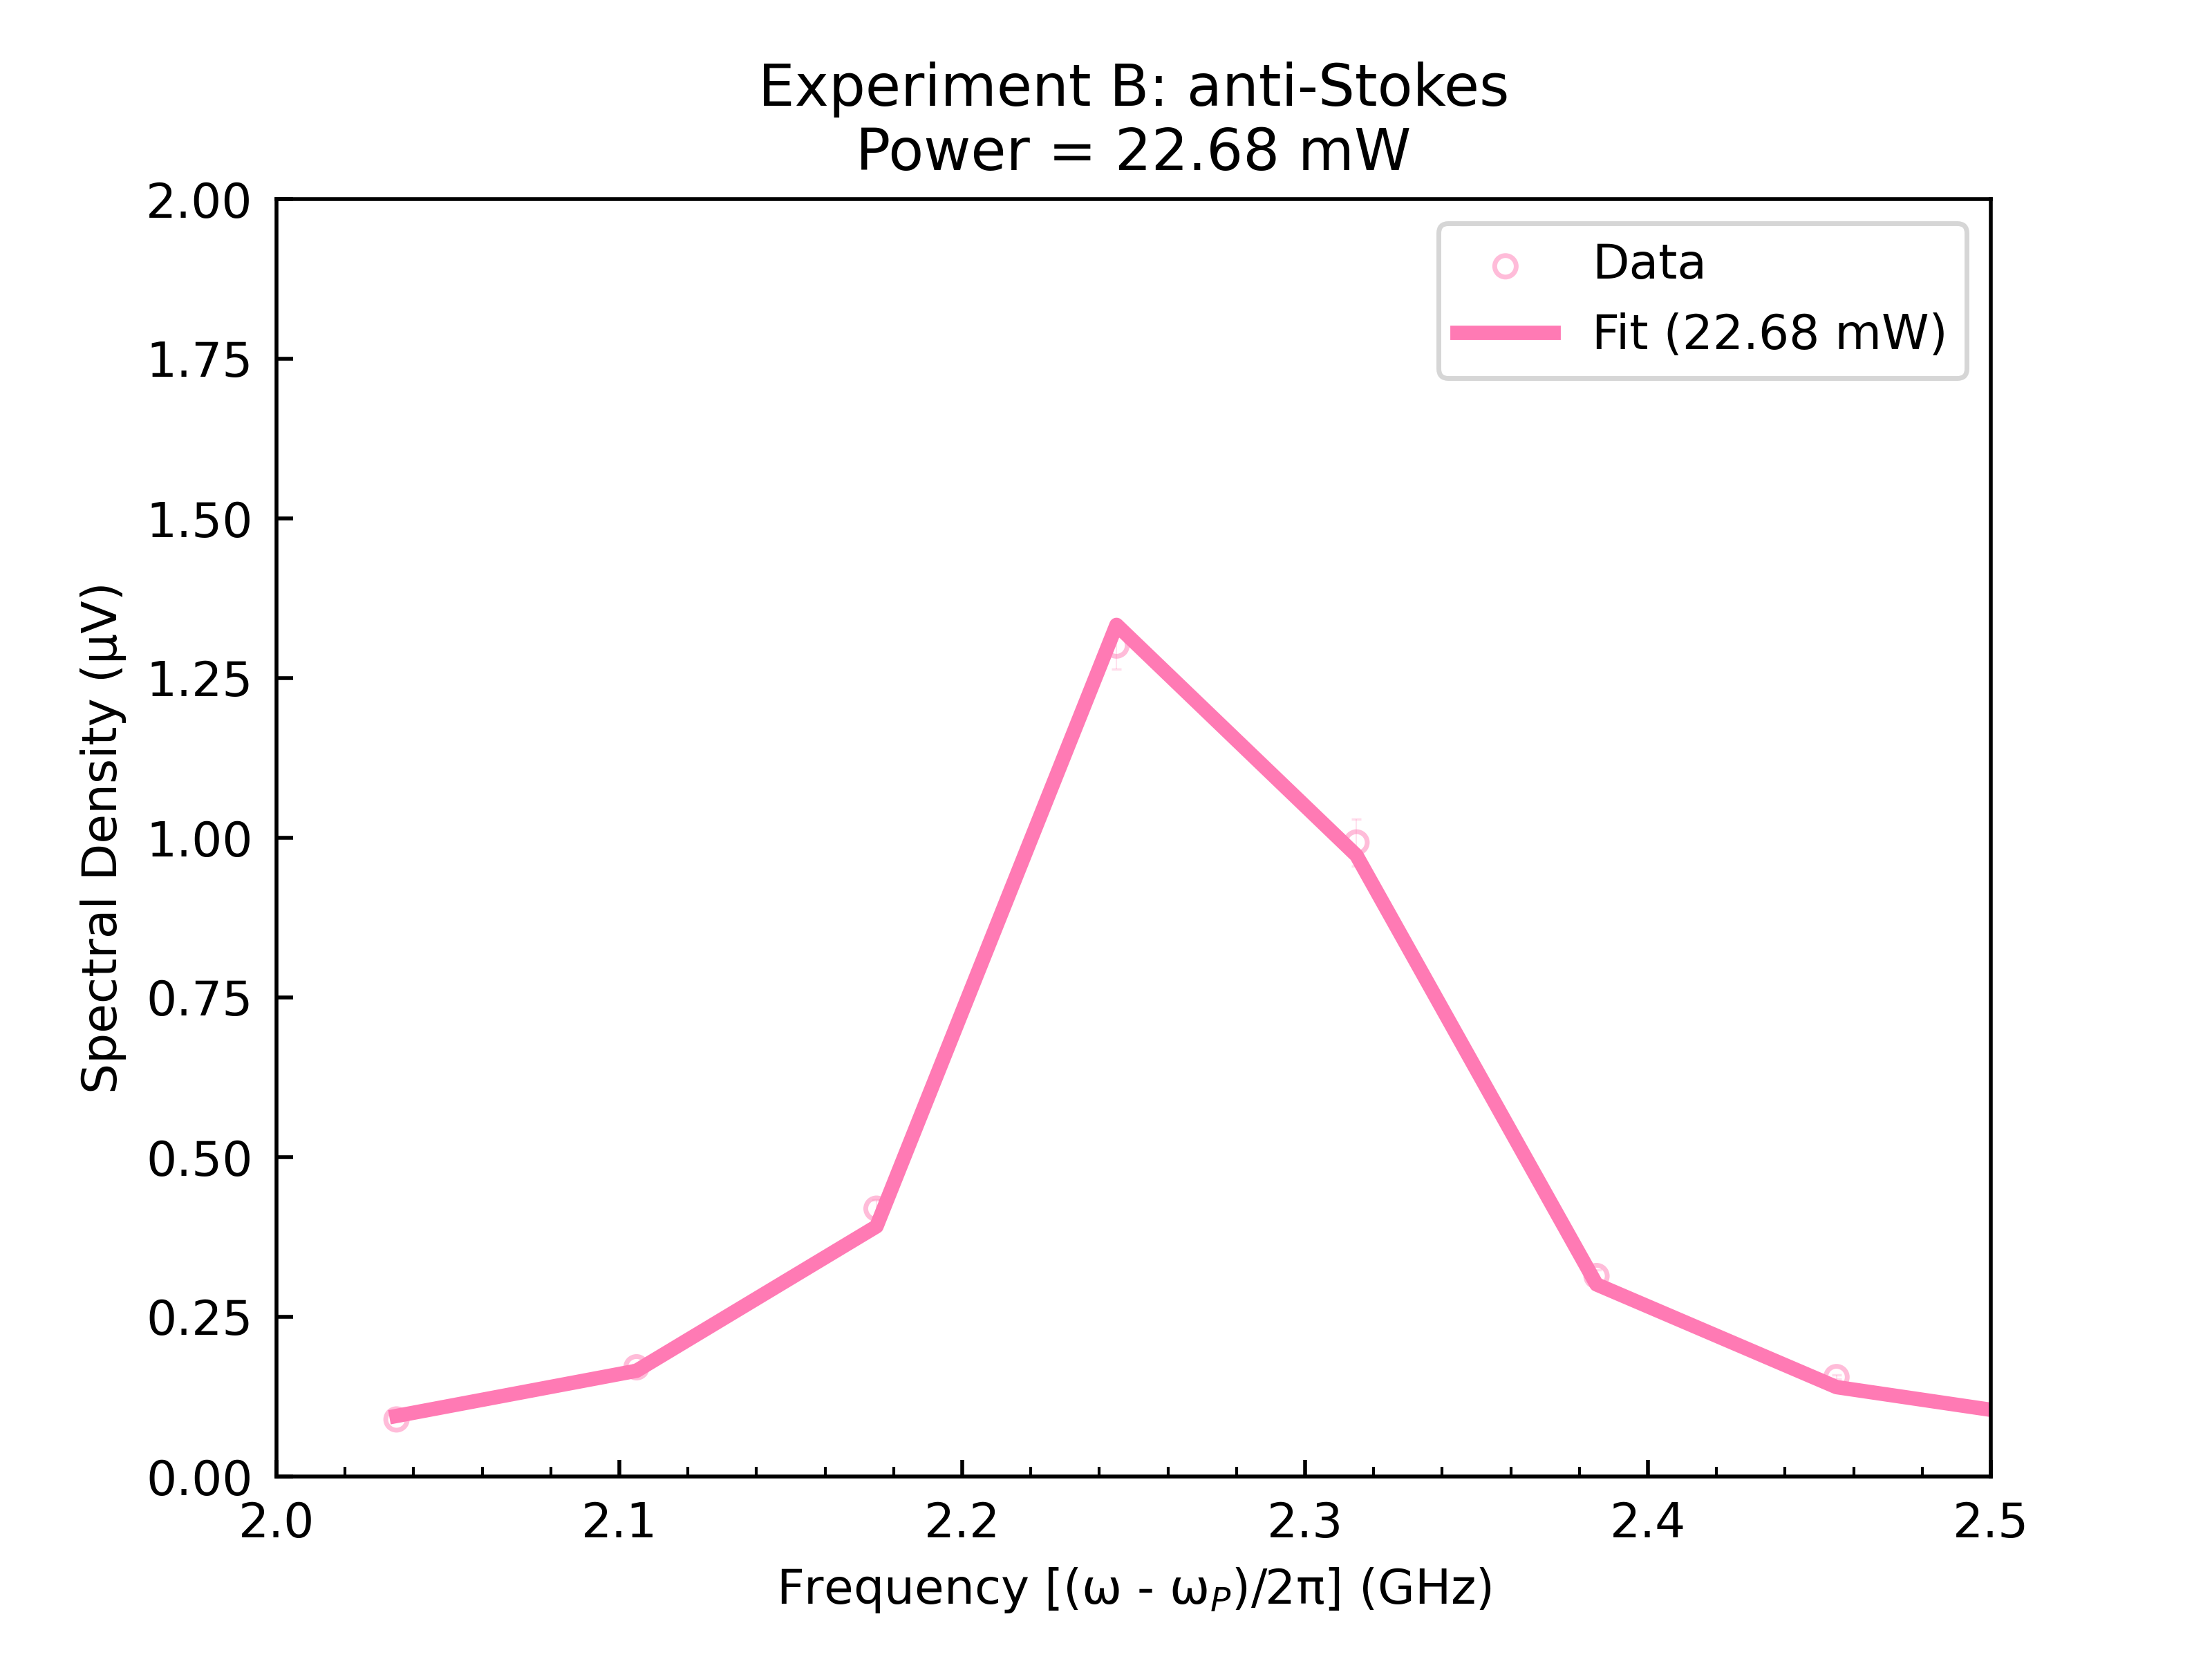 Experiment B: anti-Stokes
Power = 22.68 mW
Data
Fit (22.68 mW)
2.00
1.75
1.50
1.25
1.00
0.75
0.50
0.25
0.00
Spectral Density (μV)
2.0 2.1 2.2 2.3 2.4 2.5
Frequency [(ω - ω_P)/2π] (GHz)